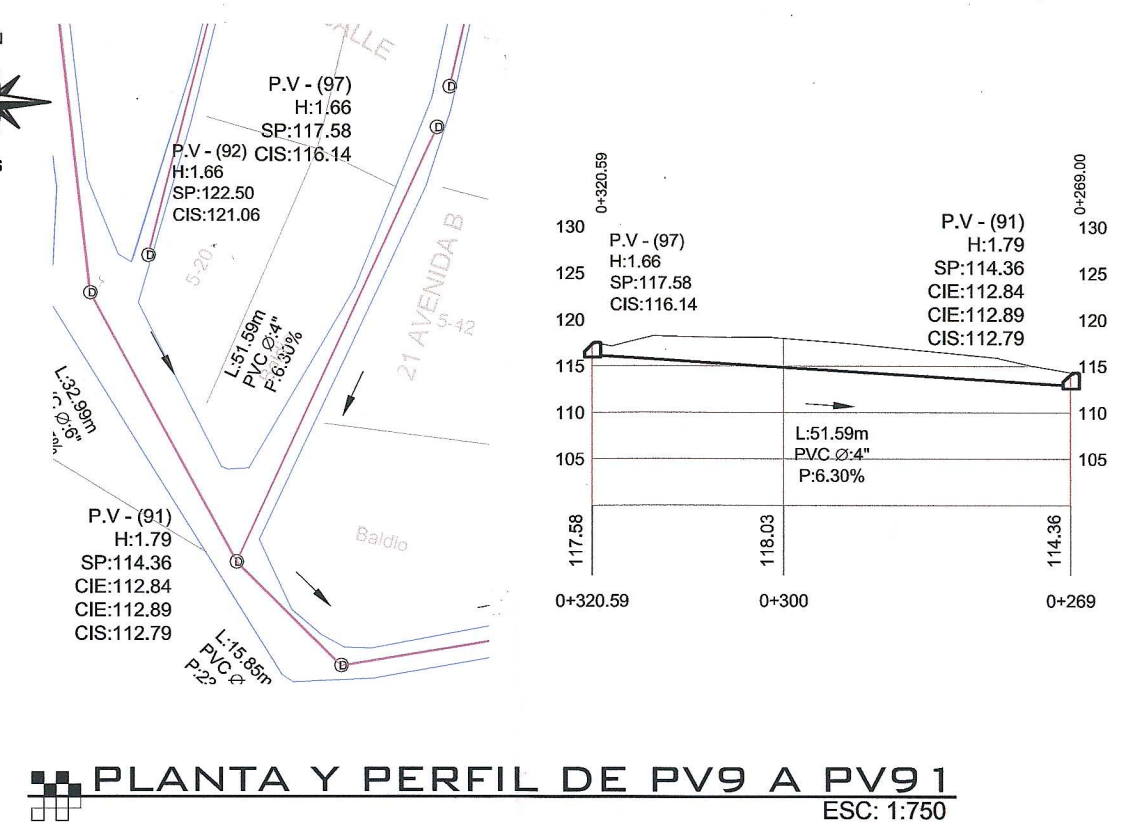 CALLE
P.V - (97)
H:1.66
SP:117.58
CIS:116.14
P.V - (92)
H:1.66
SP:122.50
CIS:121.06
5-20
21 AVENIDA B
5-42
L:51.59m
PVC Ø:4"
P:6.30%
L:32.99m
Ø:6"
%
P.V - (91)
H:1.79
SP:114.36
CIE:112.84
CIE:112.89
CIS:112.79
Baldio
L:15.85m
PVC Ø
0+320.59
0+269.00
130
125
120
115
110
105
P.V - (97)
H:1.66
SP:117.58
CIS:116.14
P.V - (91)
H:1.79
SP:114.36
CIE:112.84
CIE:112.89
CIS:112.79
130
125
120
115
110
105
L:51.59m
PVC Ø:4"
P:6.30%
117.58
118.03
114.36
0+320.59
0+300
0+269
PLANTA Y PERFIL DE PV9 A PV91
ESC: 1:750